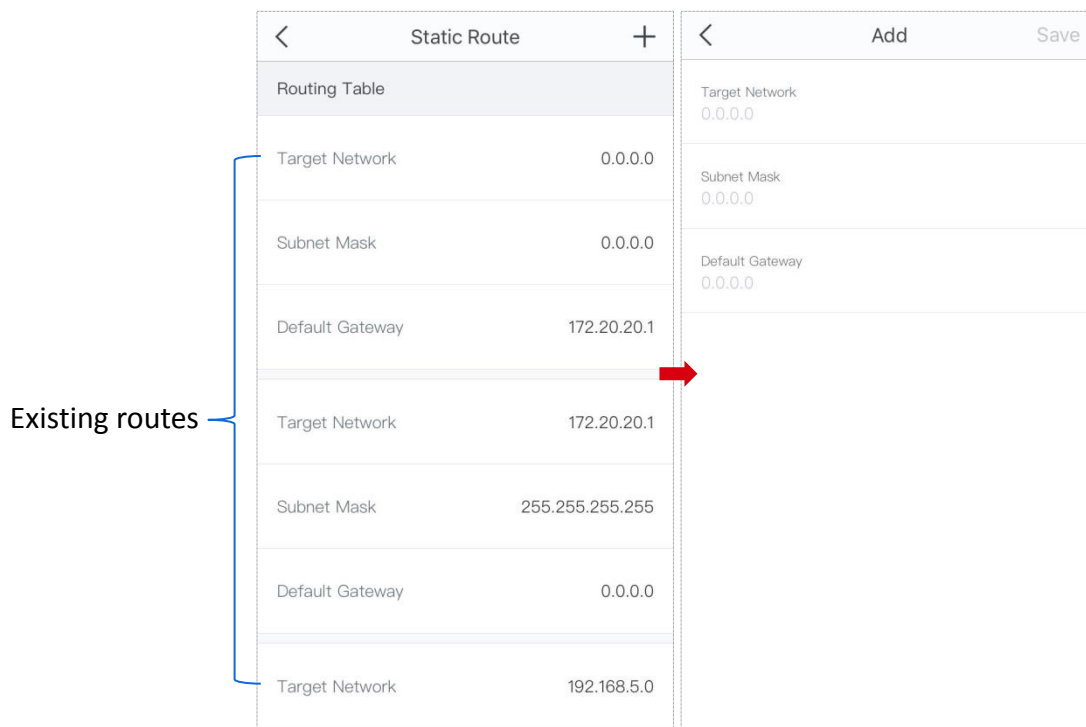 Static Route
Routing Table
Target Network 0.0.0.0
Subnet Mask 0.0.0.0
Default Gateway 172.20.20.1
Existing routes
Target Network 172.20.20.1
Subnet Mask 255.255.255.255
Default Gateway 0.0.0.0
Target Network 192.168.5.0
Add Save
Target Network
0.0.0.0
Subnet Mask
0.0.0.0
Default Gateway
0.0.0.0